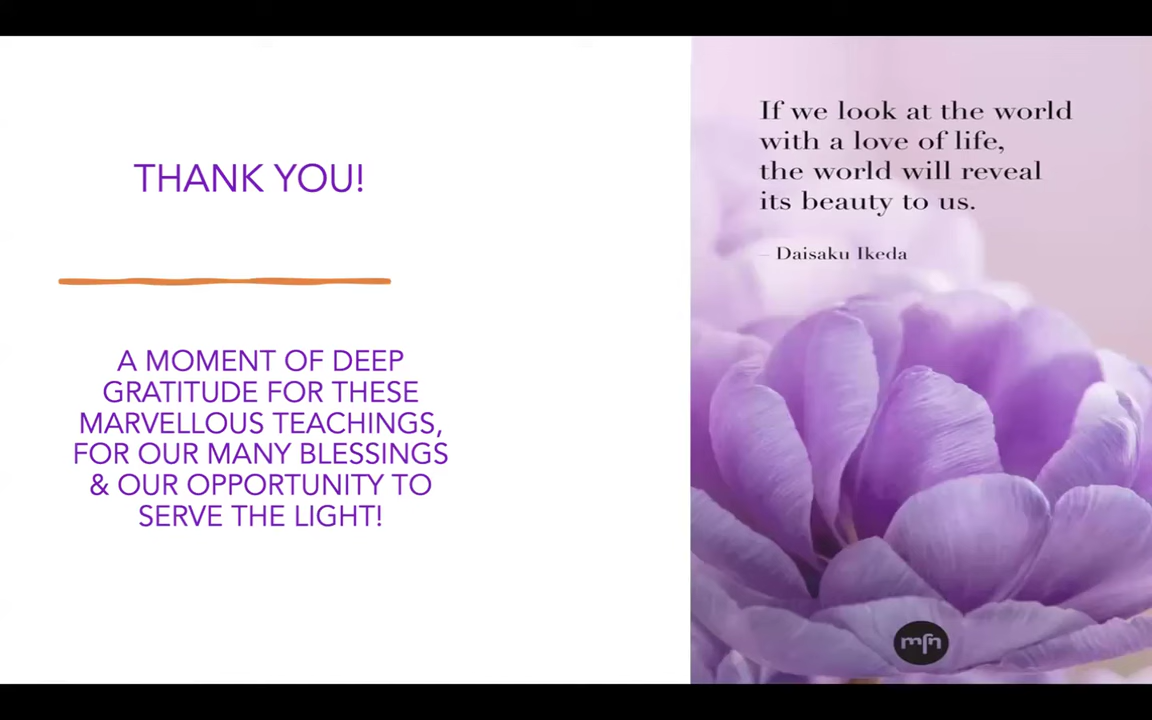 THANK YOU!
A MOMENT OF DEEP
GRATITUDE FOR THESE
MARVELLOUS TEACHINGS,
FOR OUR MANY BLESSINGS
& OUR OPPORTUNITY TO
SERVE THE LIGHT!
If we look at the world
with a love of life,
the world will reveal
its beauty to us.
– Daisaku Ikeda
mfn